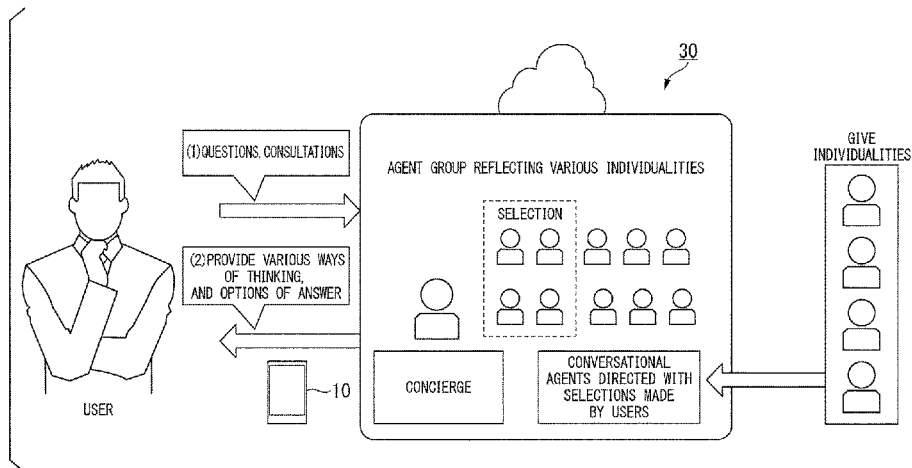 30
(1)QUESTIONS, CONSULTATIONS
AGENT GROUP REFLECTING VARIOUS INDIVIDUALITIES
GIVE
INDIVIDUALITIES
SELECTION
(2)PROVIDE VARIOUS WAYS
OF THINKING,
AND OPTIONS OF ANSWER
10
CONCIERGE
CONVERSATIONAL
AGENTS DIRECTED WITH
SELECTIONS MADE
BY USERS
USER